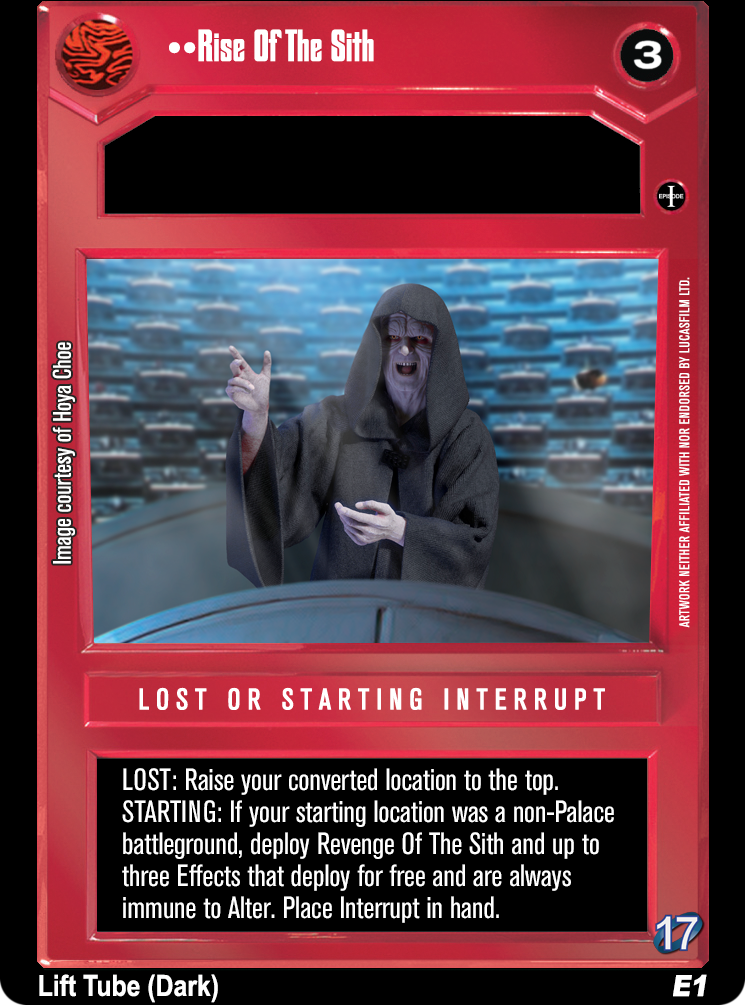 ••Rise Of The Sith
3
EPISODE
I
Image courtesy of Hoya Choe
ARTWORK NEITHER AFFILIATED WITH NOR ENDORSED BY LUCASFILM LTD.
LOST OR STARTING INTERRUPT
LOST: Raise your converted location to the top.
STARTING: If your starting location was a non-Palace
battleground, deploy Revenge Of The Sith and up to
three Effects that deploy for free and are always
immune to Alter. Place Interrupt in hand.
17
Lift Tube (Dark)
E1